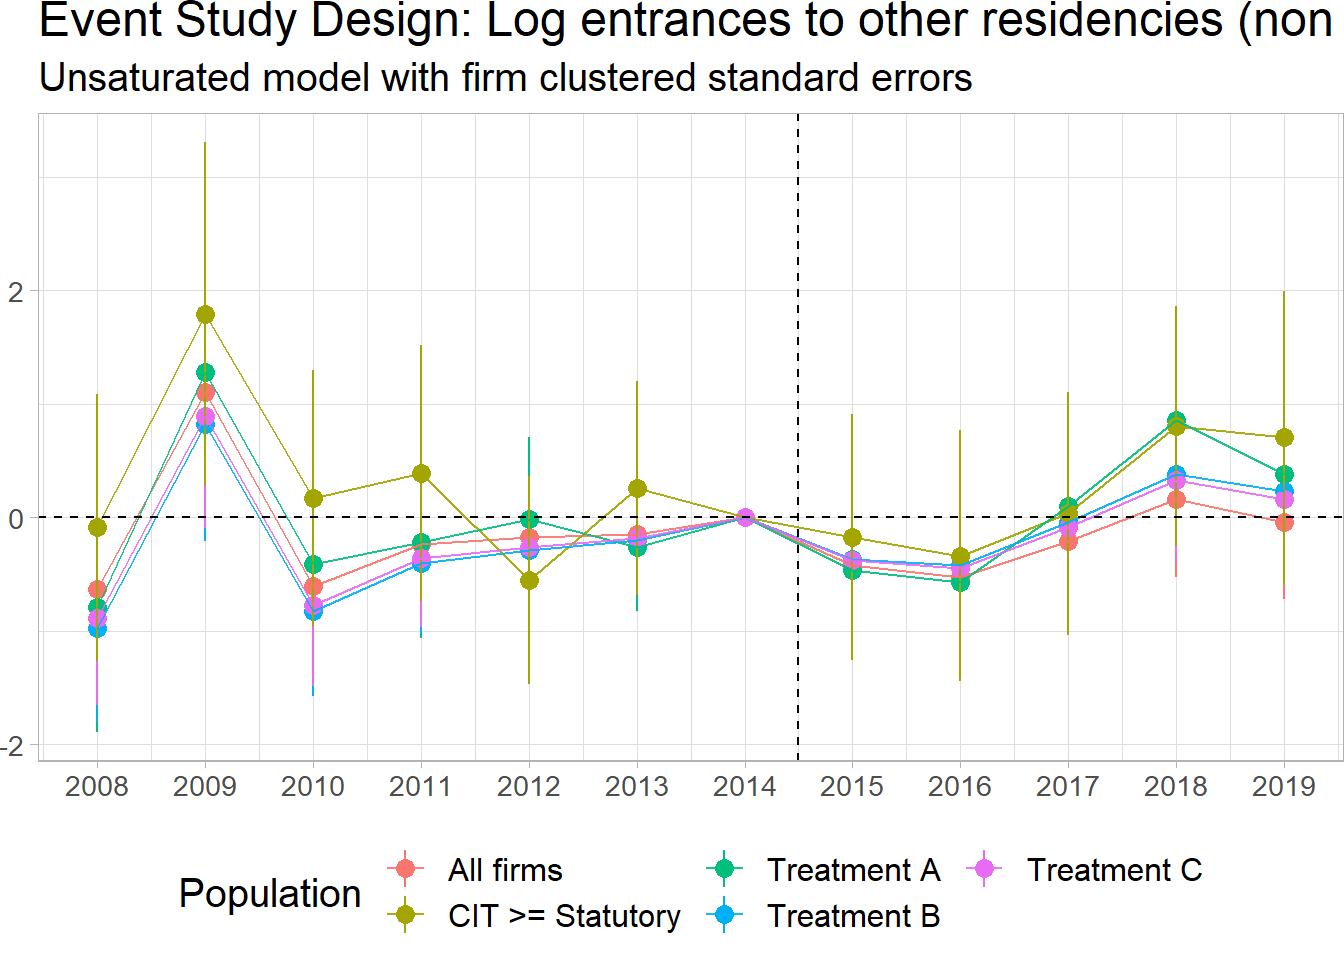 Event Study Design: Log entrances to other residencies (non
Unsaturated model with firm clustered standard errors
2
0
-2
2008 2009 2010 2011 2012 2013 2014 2015 2016 2017 2018 2019
Population
All firms
CIT >= Statutory
Treatment A
Treatment B
Treatment C